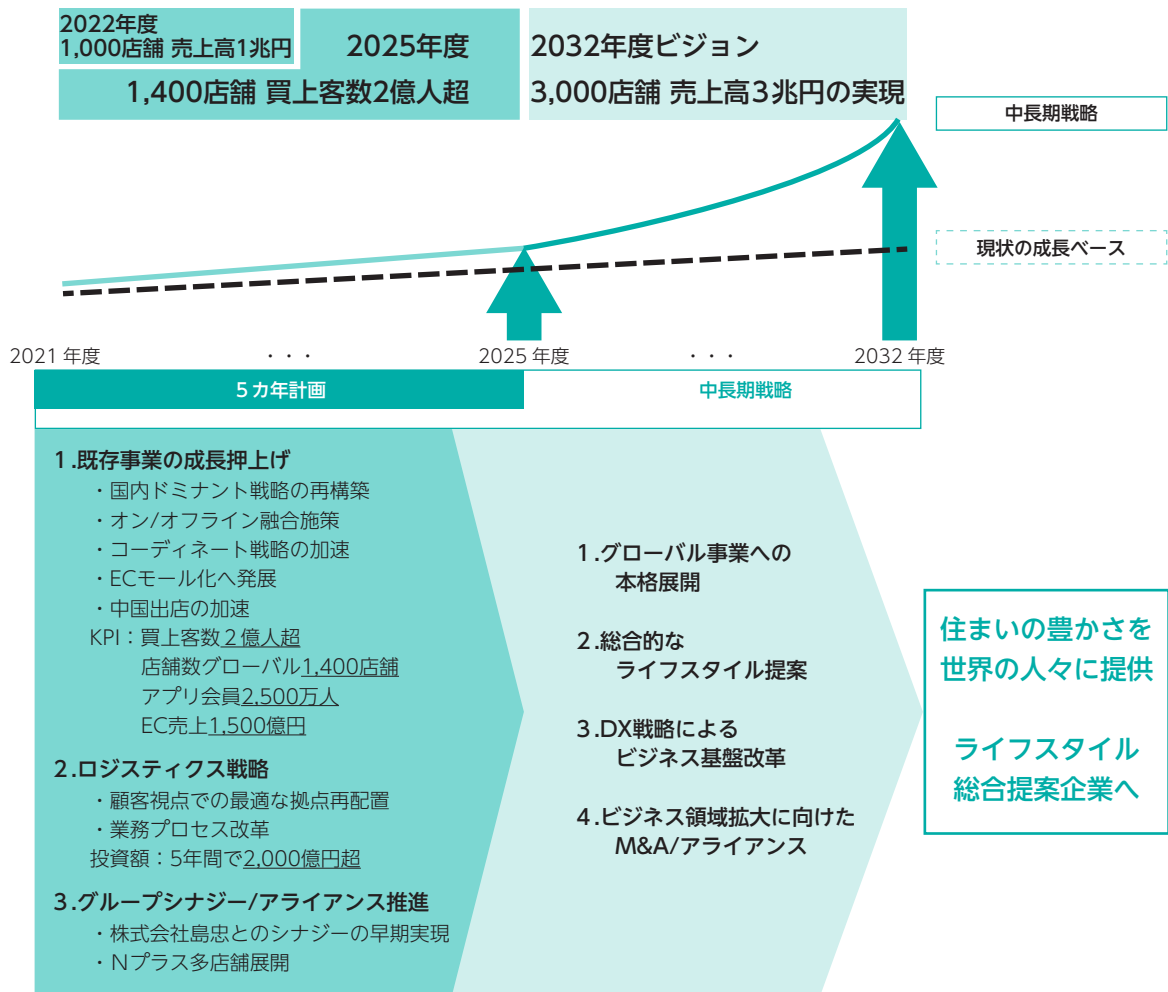 2022年度
1,000店舗 売上高1兆円
2025年度
1,400店舗 買上客数2億人超
2032年度ビジョン
3,000店舗 売上高3兆円の実現
中長期戦略
現状の成長ベース
2021年度
・・・
2025年度
・・・
2032年度
5カ年計画
中長期戦略
1.既存事業の成長押上げ
・国内ドミナント戦略の再構築
・オン/オフライン融合施策
・コーディネート戦略の加速
・ECモール化へ発展
・中国出店の加速
KPI：買上客数２億人超
店舗数グローバル1,400店舗
アプリ会員2,500万人
EC売上1,500億円
2.ロジスティクス戦略
・顧客視点での最適な拠点再配置
・業務プロセス改革
投資額：5年間で2,000億円超
3.グループシナジー/アライアンス推進
・株式会社島忠とのシナジーの早期実現
・Ｎプラス多店舗展開
1.グローバル事業への
本格展開
2.総合的な
ライフスタイル提案
3.DX戦略による
ビジネス基盤改革
4.ビジネス領域拡大に向けた
M&A/アライアンス
住まいの豊かさを
世界の人々に提供
ライフスタイル
総合提案企業へ